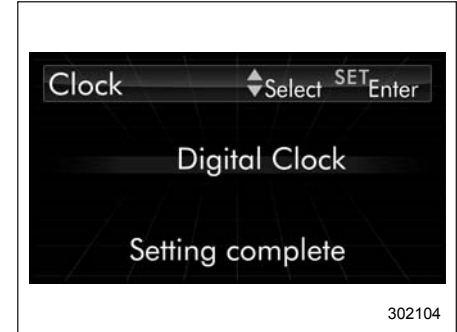 Clock Select SET Enter
Digital Clock
Setting complete
302104